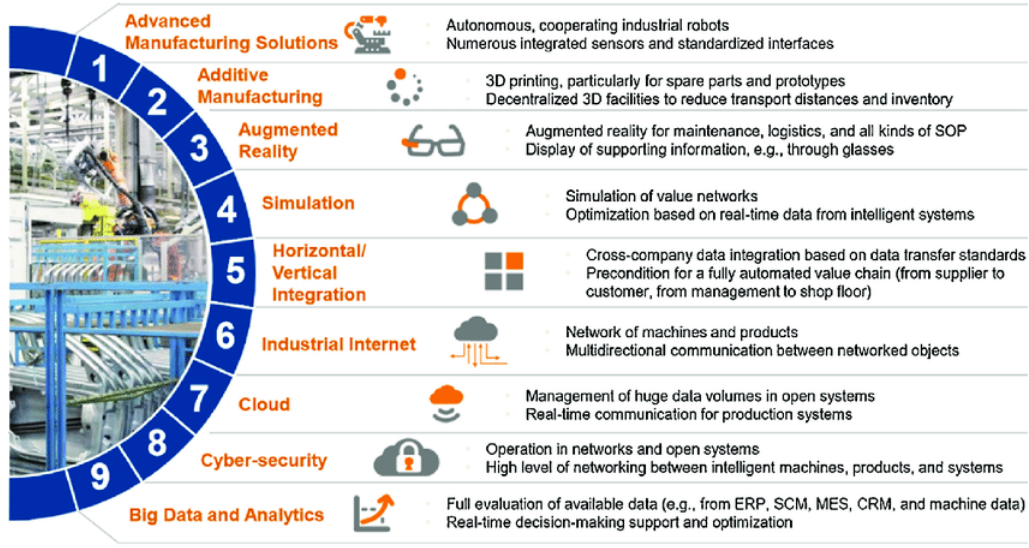 1
Advanced
Manufacturing Solutions
Autonomous, cooperating industrial robots
Numerous integrated sensors and standardized interfaces
2
Additive
Manufacturing
3D printing, particularly for spare parts and prototypes
Decentralized 3D facilities to reduce transport distances and inventory
3
Augmented
Reality
Augmented reality for maintenance, logistics, and all kinds of SOP
Display of supporting information, e.g., through glasses
4
Simulation
Simulation of value networks
Optimization based on real-time data from intelligent systems
5
Horizontal/
Vertical
Integration
Cross-company data integration based on data transfer standards
Precondition for a fully automated value chain (from supplier to
customer, from management to shop floor)
6
Industrial Internet
Network of machines and products
Multidirectional communication between networked objects
7
Cloud
Management of huge data volumes in open systems
Real-time communication for production systems
8
Cyber-security
Operation in networks and open systems
High level of networking between intelligent machines, products, and systems
9
Big Data and Analytics
Full evaluation of available data (e.g., from ERP, SCM, MES, CRM, and machine data)
Real-time decision-making support and optimization